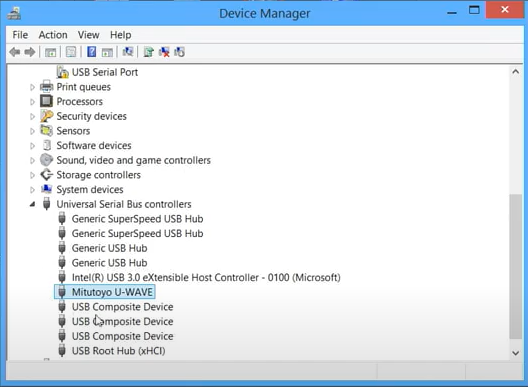 Device Manager
File Action View Help
USB Serial Port
Print queues
Processors
Security devices
Sensors
Software devices
Sound, video and game controllers
Storage controllers
System devices
Universal Serial Bus controllers
Generic SuperSpeed USB Hub
Generic SuperSpeed USB Hub
Generic USB Hub
Generic USB Hub
Intel(R) USB 3.0 eXtensible Host Controller - 0100 (Microsoft)
Mitutoyo U-WAVE
USB Composite Device
USB Composite Device
USB Composite Device
USB Root Hub (xHCI)